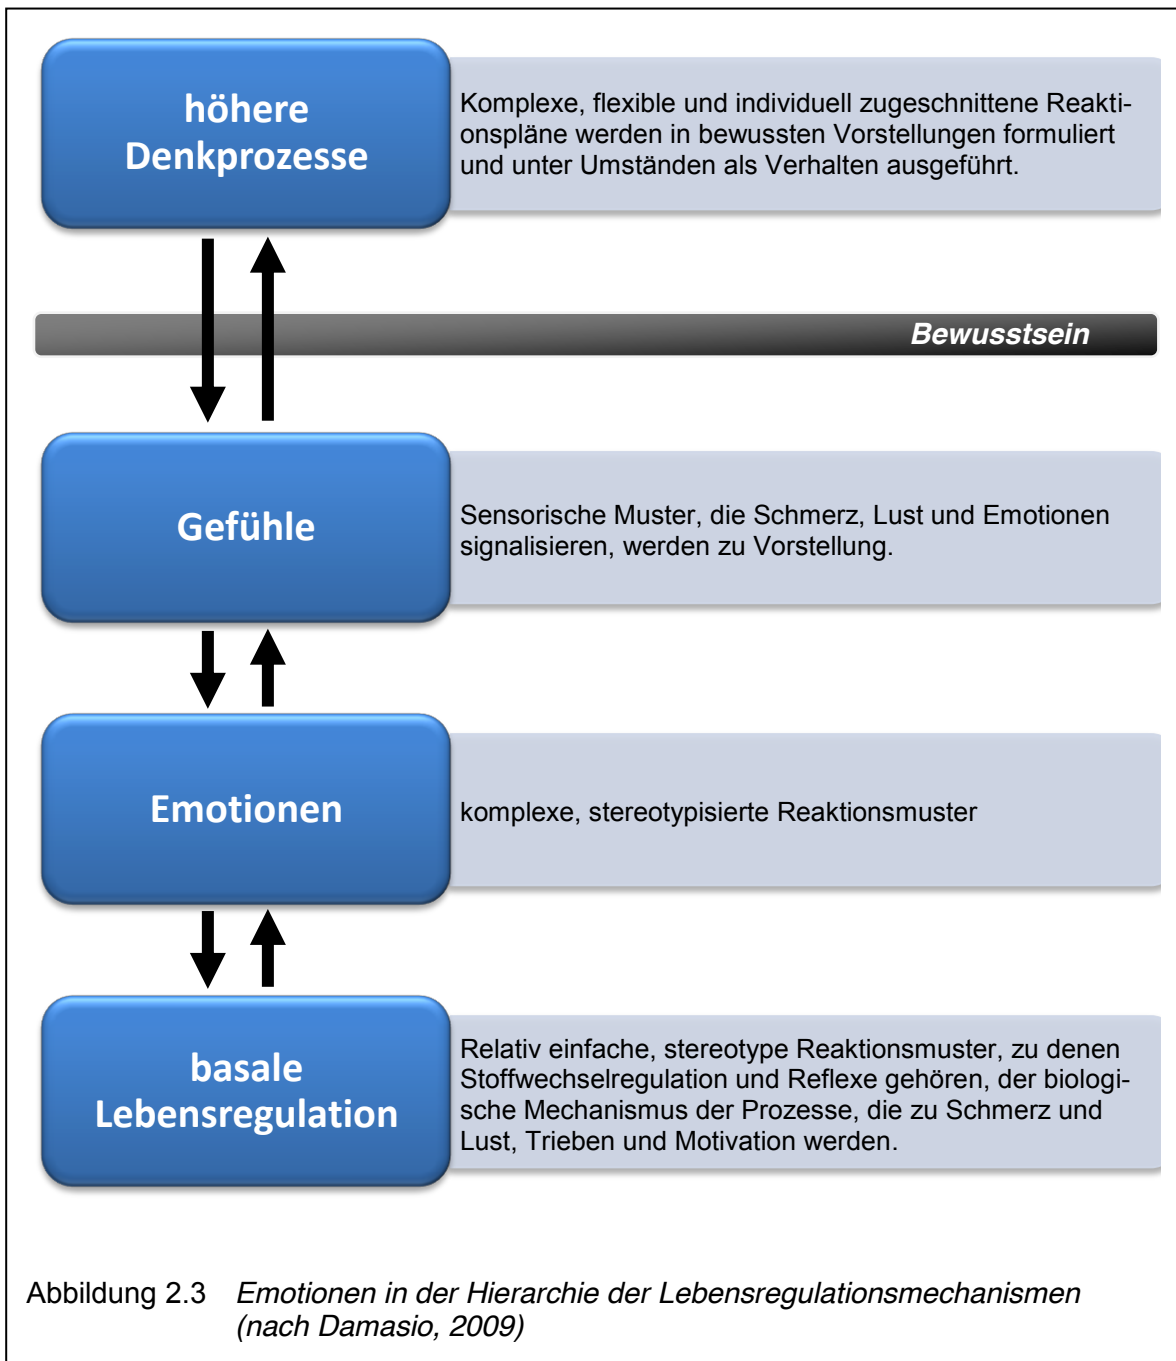 höhere
Denkprozesse
Komplexe, flexible und individuell zugeschnittene Reakti-
onspläne werden in bewussten Vorstellungen formuliert
und unter Umständen als Verhalten ausgeführt.
Bewusstsein
Gefühle
Sensorische Muster, die Schmerz, Lust und Emotionen
signalisieren, werden zu Vorstellung.
Emotionen
komplexe, stereotypisierte Reaktionsmuster
basale
Lebensregulation
Relativ einfache, stereotype Reaktionsmuster, zu denen
Stoffwechselregulation und Reflexe gehören, der biologi-
sche Mechanismus der Prozesse, die zu Schmerz und
Lust, Trieben und Motivation werden.
Abbildung 2.3 Emotionen in der Hierarchie der Lebensregulationsmechanismen
(nach Damasio, 2009)